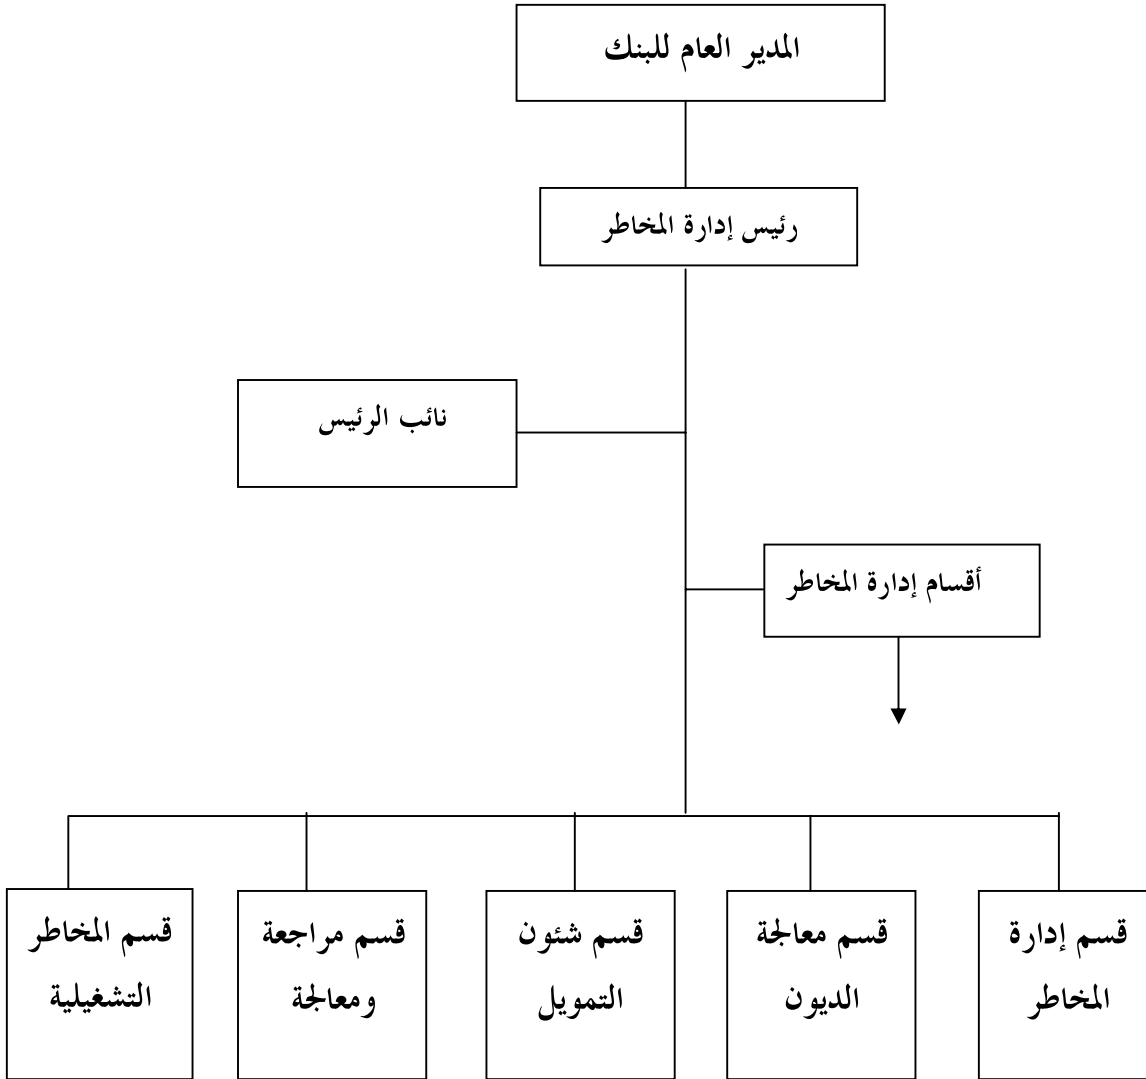 المدير العام للبنك
رئيس إدارة المخاطر
نائب الرئيس
أقسام إدارة المخاطر
قسم إدارة
المخاطر
قسم معالجة
الديون
قسم شئون
التمويل
قسم مراجعة
ومعالجة
قسم المخاطر
التشغيلية